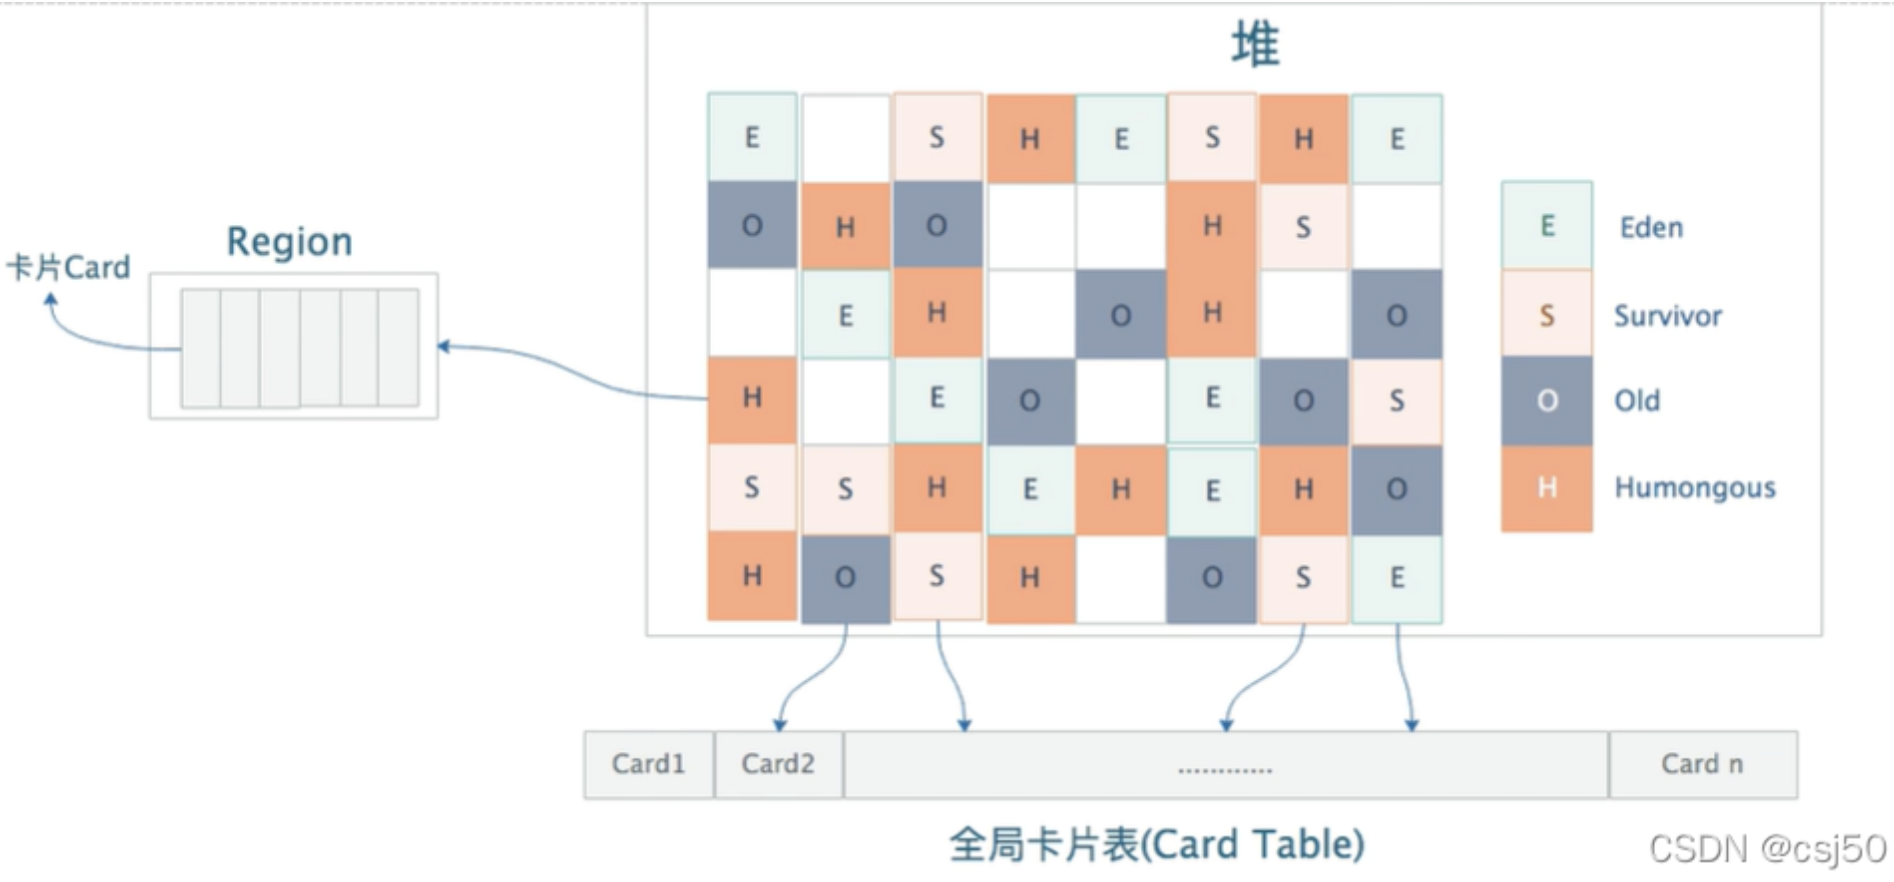 堆
E S H E S H E
O H O H S
E H O H O
H E O E O S
S S H E H E H O
H O S H O S E
E Eden
S Survivor
O Old
H Humongous
Region
卡片Card
Card1 Card2 ............ Card n
全局卡片表(Card Table)
CSDN @csj50